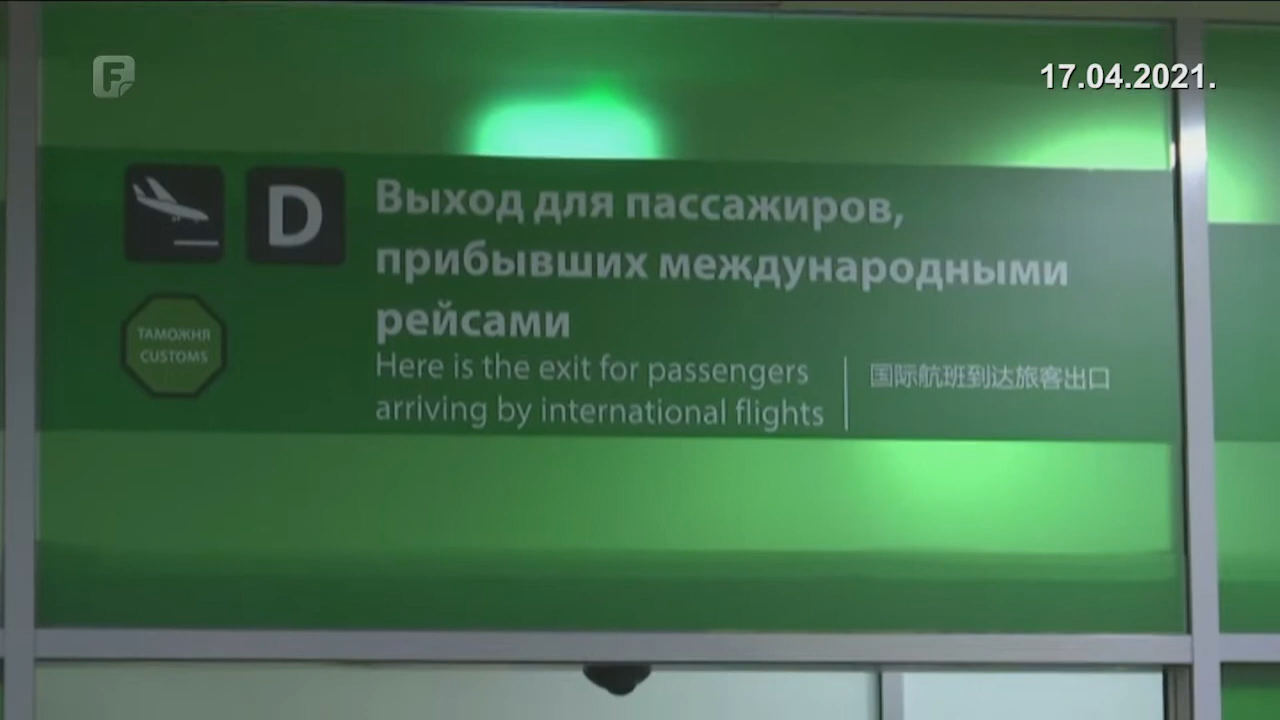 F
17.04.2021.
D
Выход для пассажиров,
прибывших международными
рейсами
ТАМОЖНЯ
CUSTOMS
Here is the exit for passengers
arriving by international flights
国际航班到达旅客出口